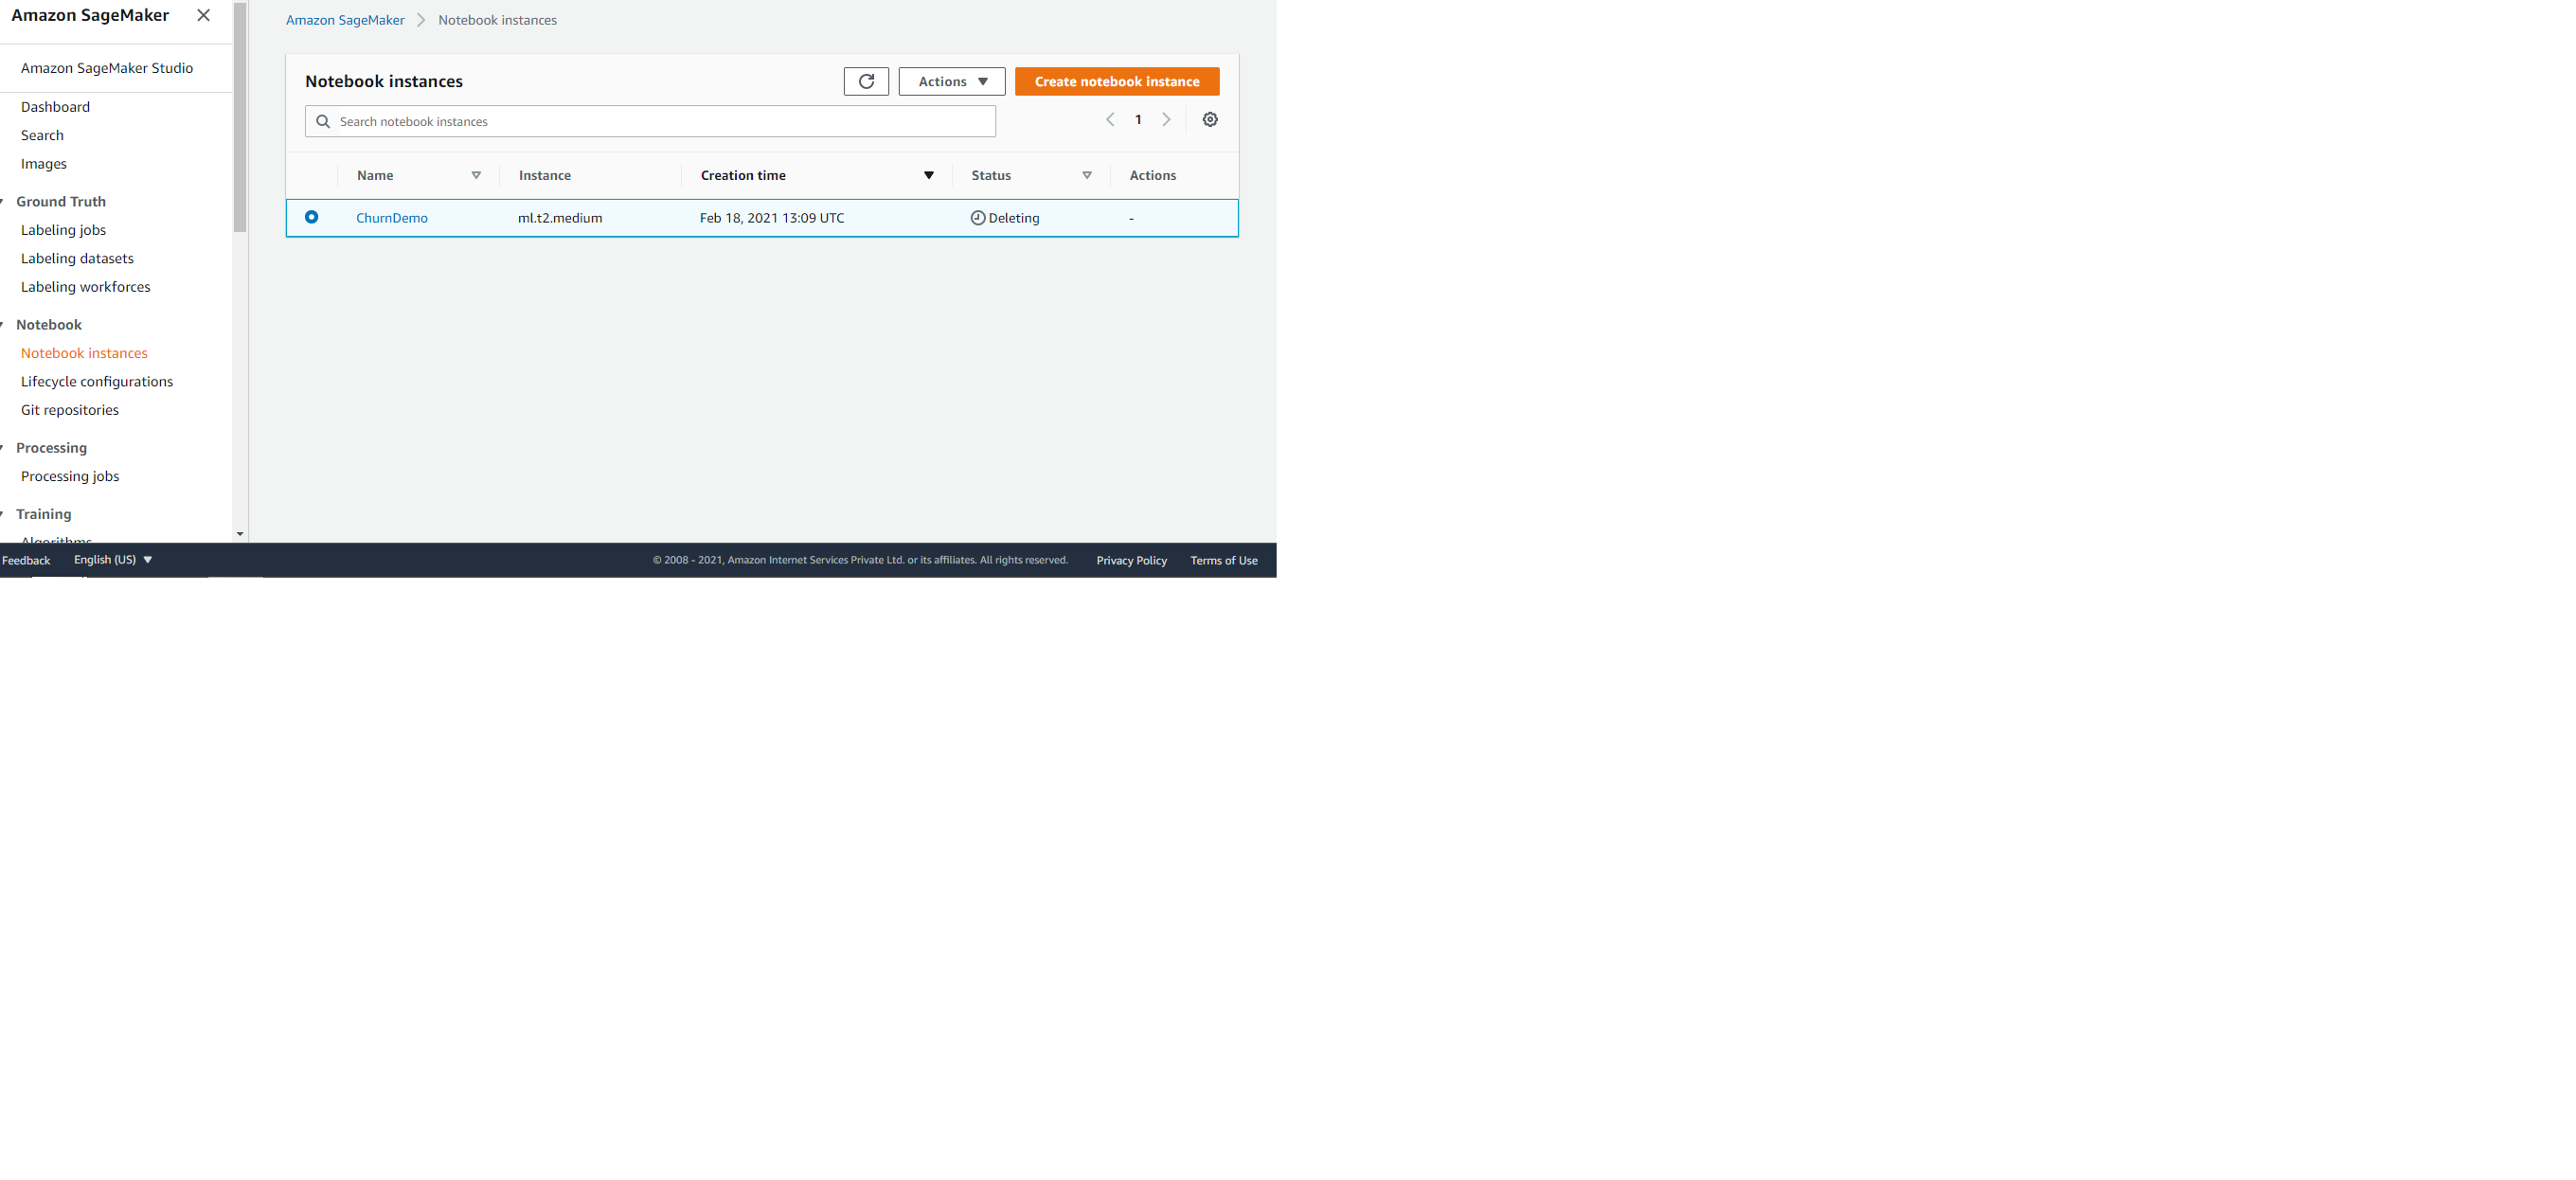 Amazon SageMaker
Amazon SageMaker Studio
Dashboard
Search
Images
Ground Truth
Labeling jobs
Labeling datasets
Labeling workforces
Notebook
Notebook instances
Lifecycle configurations
Git repositories
Processing
Processing jobs
Training
Algorithms
Amazon SageMaker > Notebook instances
Notebook instances
Actions
Create notebook instance
Search notebook instances
1
Name Instance Creation time Status Actions
ChurnDemo ml.t2.medium Feb 18, 2021 13:09 UTC Deleting -
Feedback English (US) © 2008 - 2021, Amazon Internet Services Private Ltd. or its affiliates. All rights reserved. Privacy Policy Terms of Use